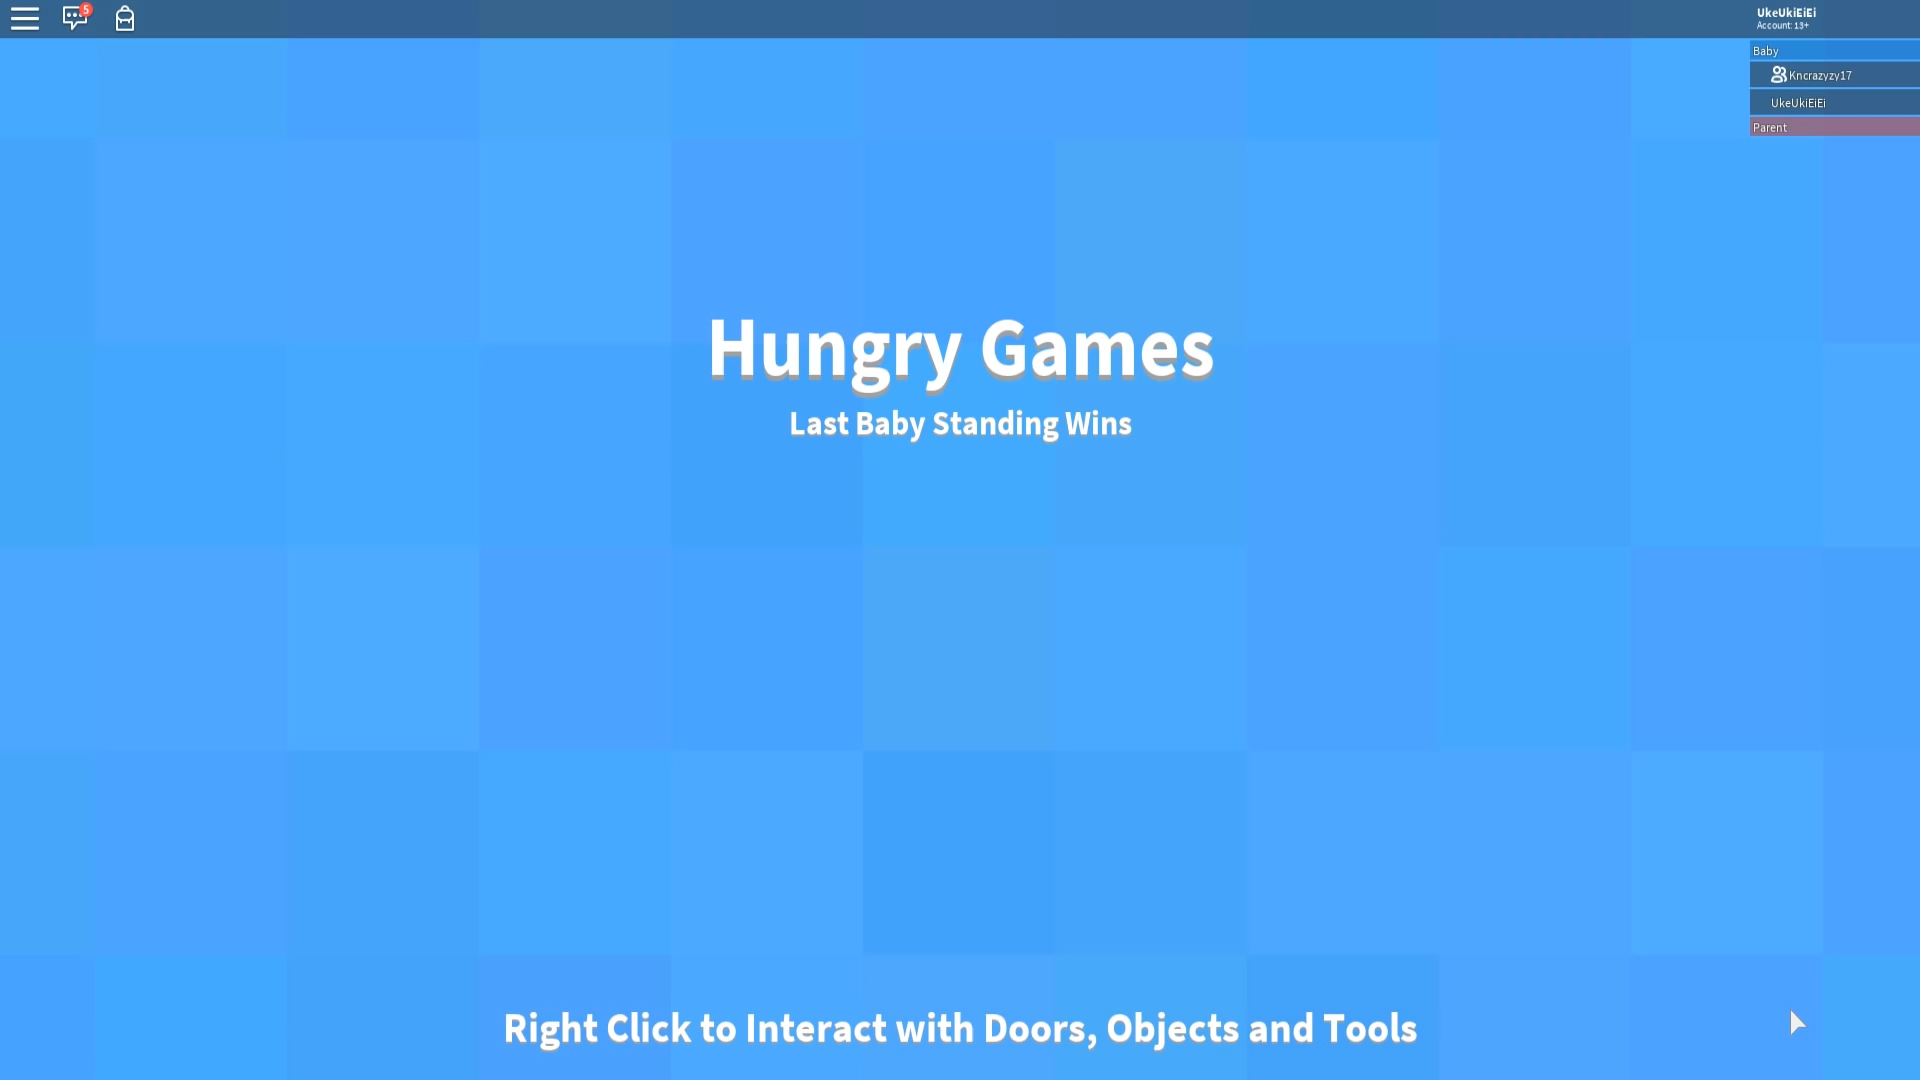 5
UkeUkiEiEi
Account: 13+
Baby
Kncrazyzy17
UkeUkiEiEi
Parent
Hungry Games
Last Baby Standing Wins
Right Click to Interact with Doors, Objects and Tools